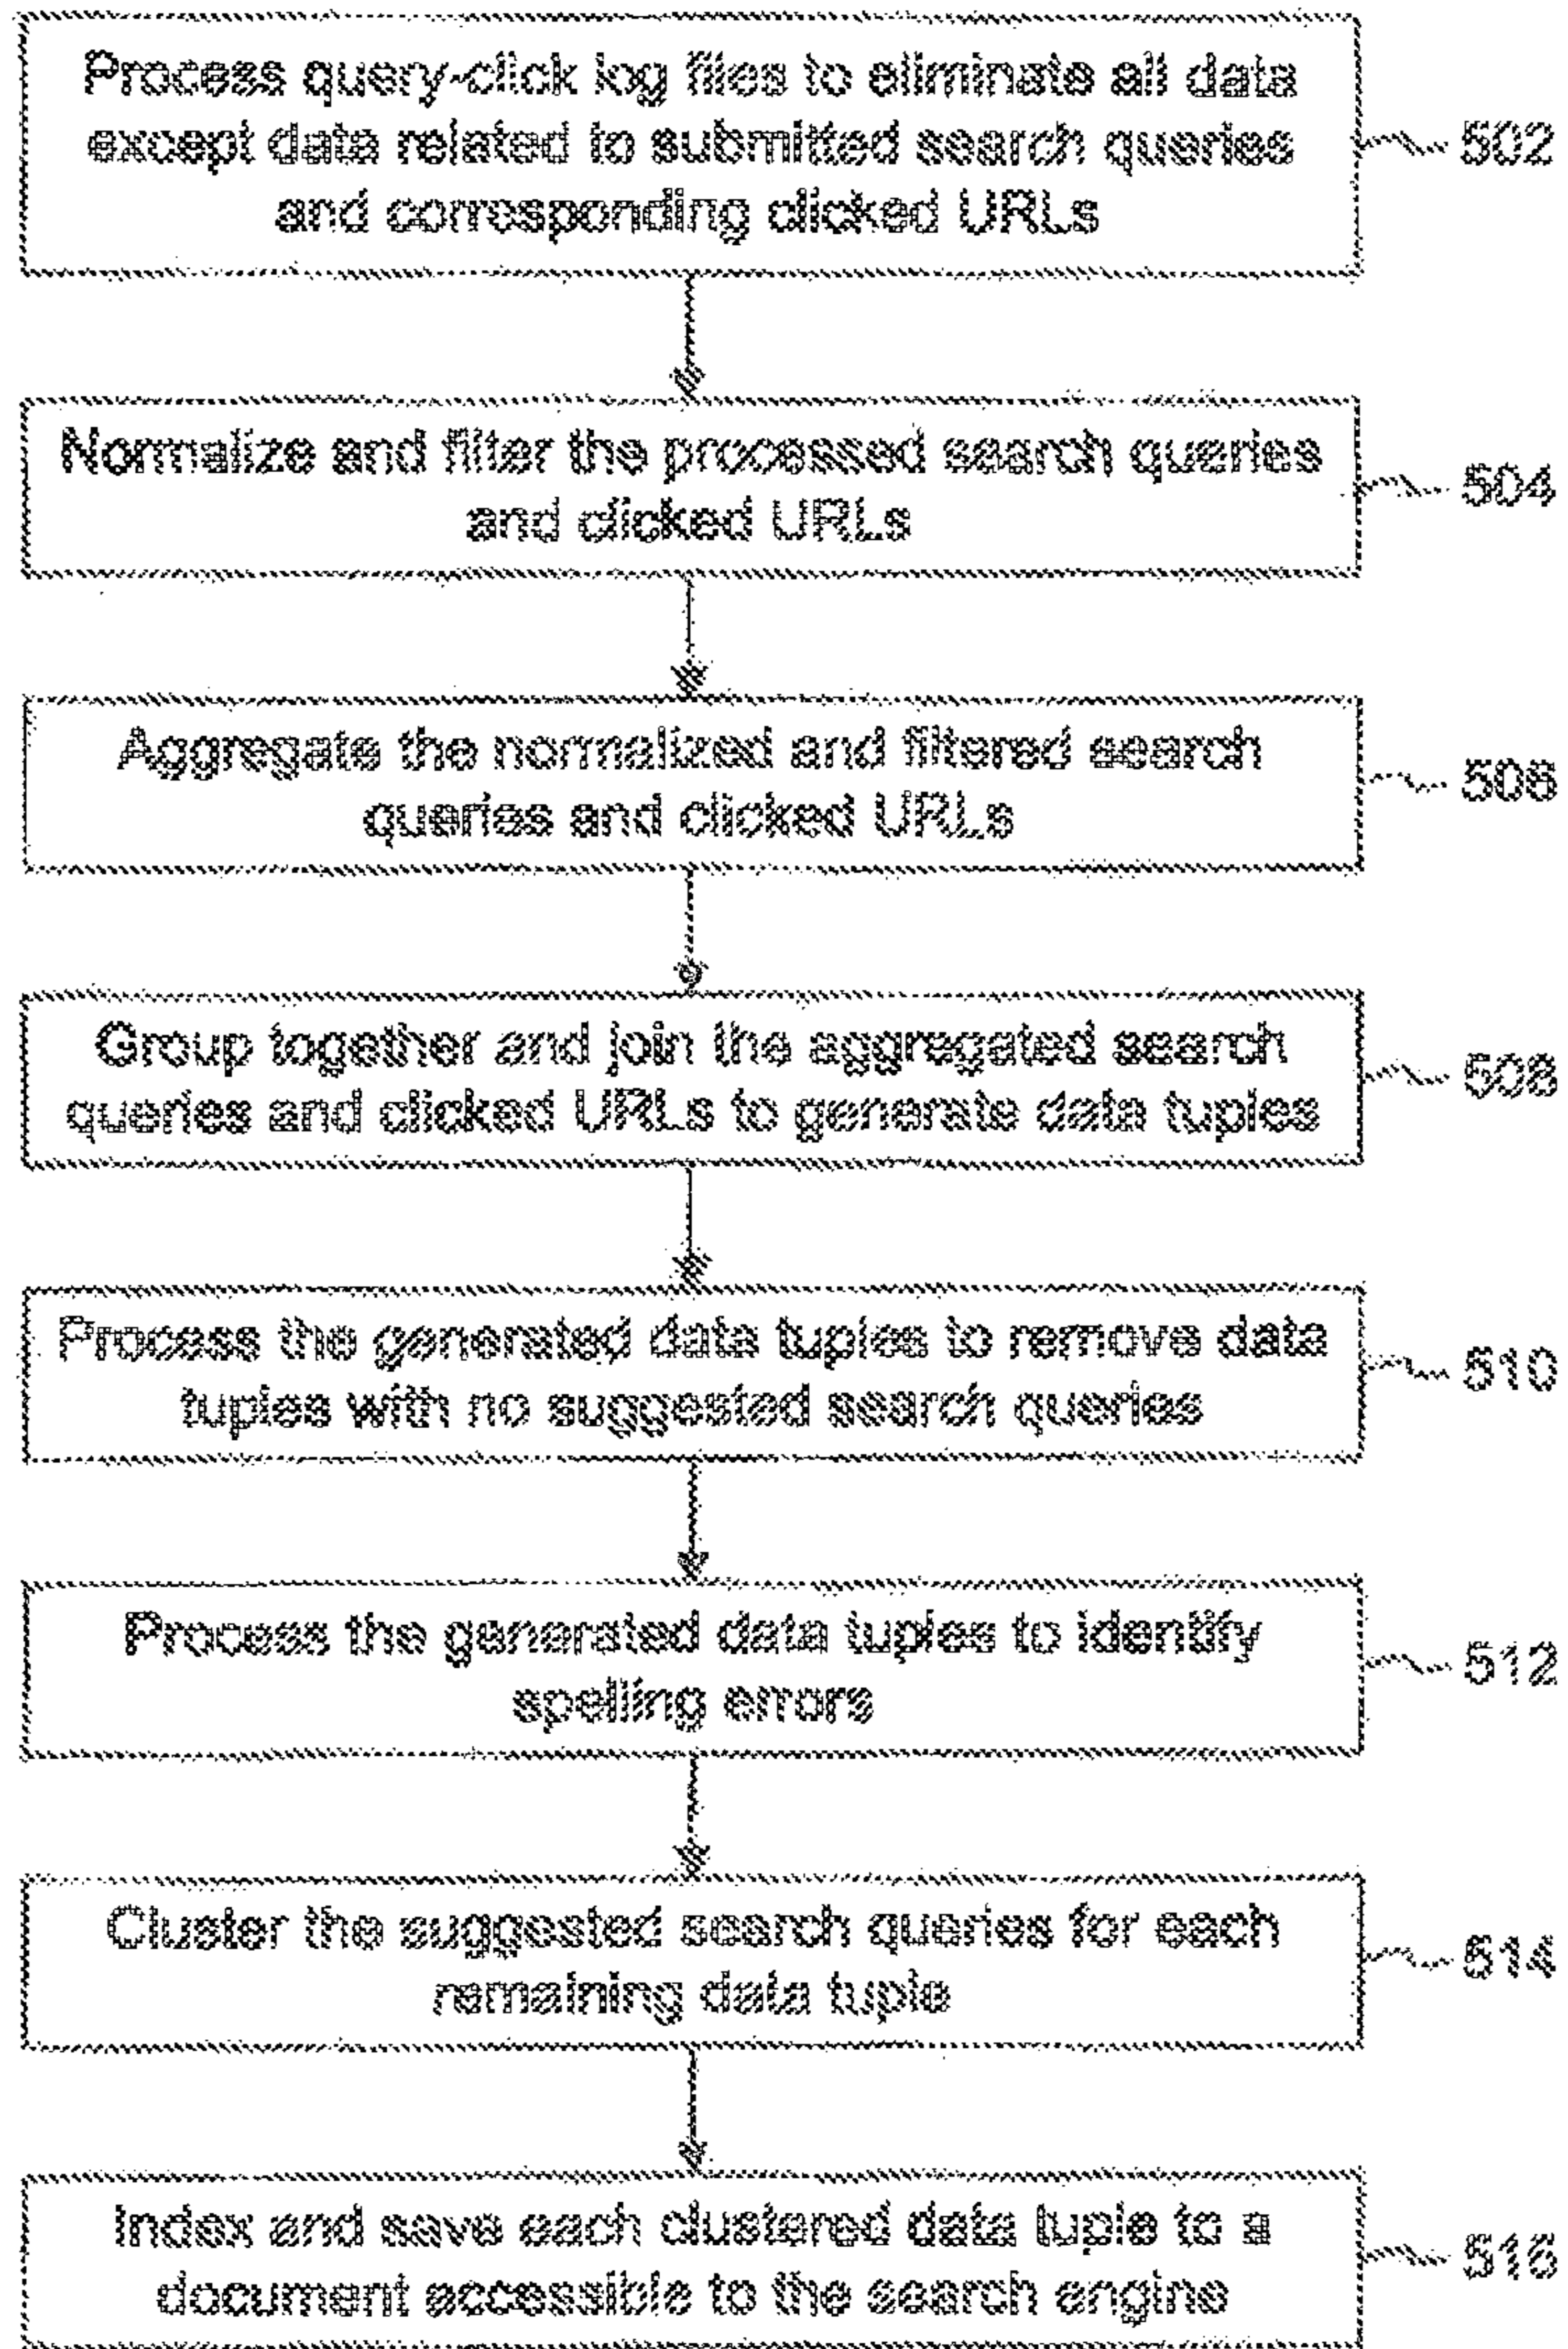 Process query-click log files to eliminate all data
except data related to submitted search queries
and corresponding clicked URLs
502
Normalize and filter the processed search queries
and clicked URLs
504
Aggregate the normalized and filtered search
queries and clicked URLs
506
Group together and join the aggregated search
queries and clicked URLs to generate data tuples
508
Process the generated data tuples to remove data
tuples with no suggested search queries
510
Process the generated data tuples to identify
spelling errors
512
Cluster the suggested search queries for each
remaining data tuple
514
Index and save each clustered data tuple to a
document accessible to the search engine
516